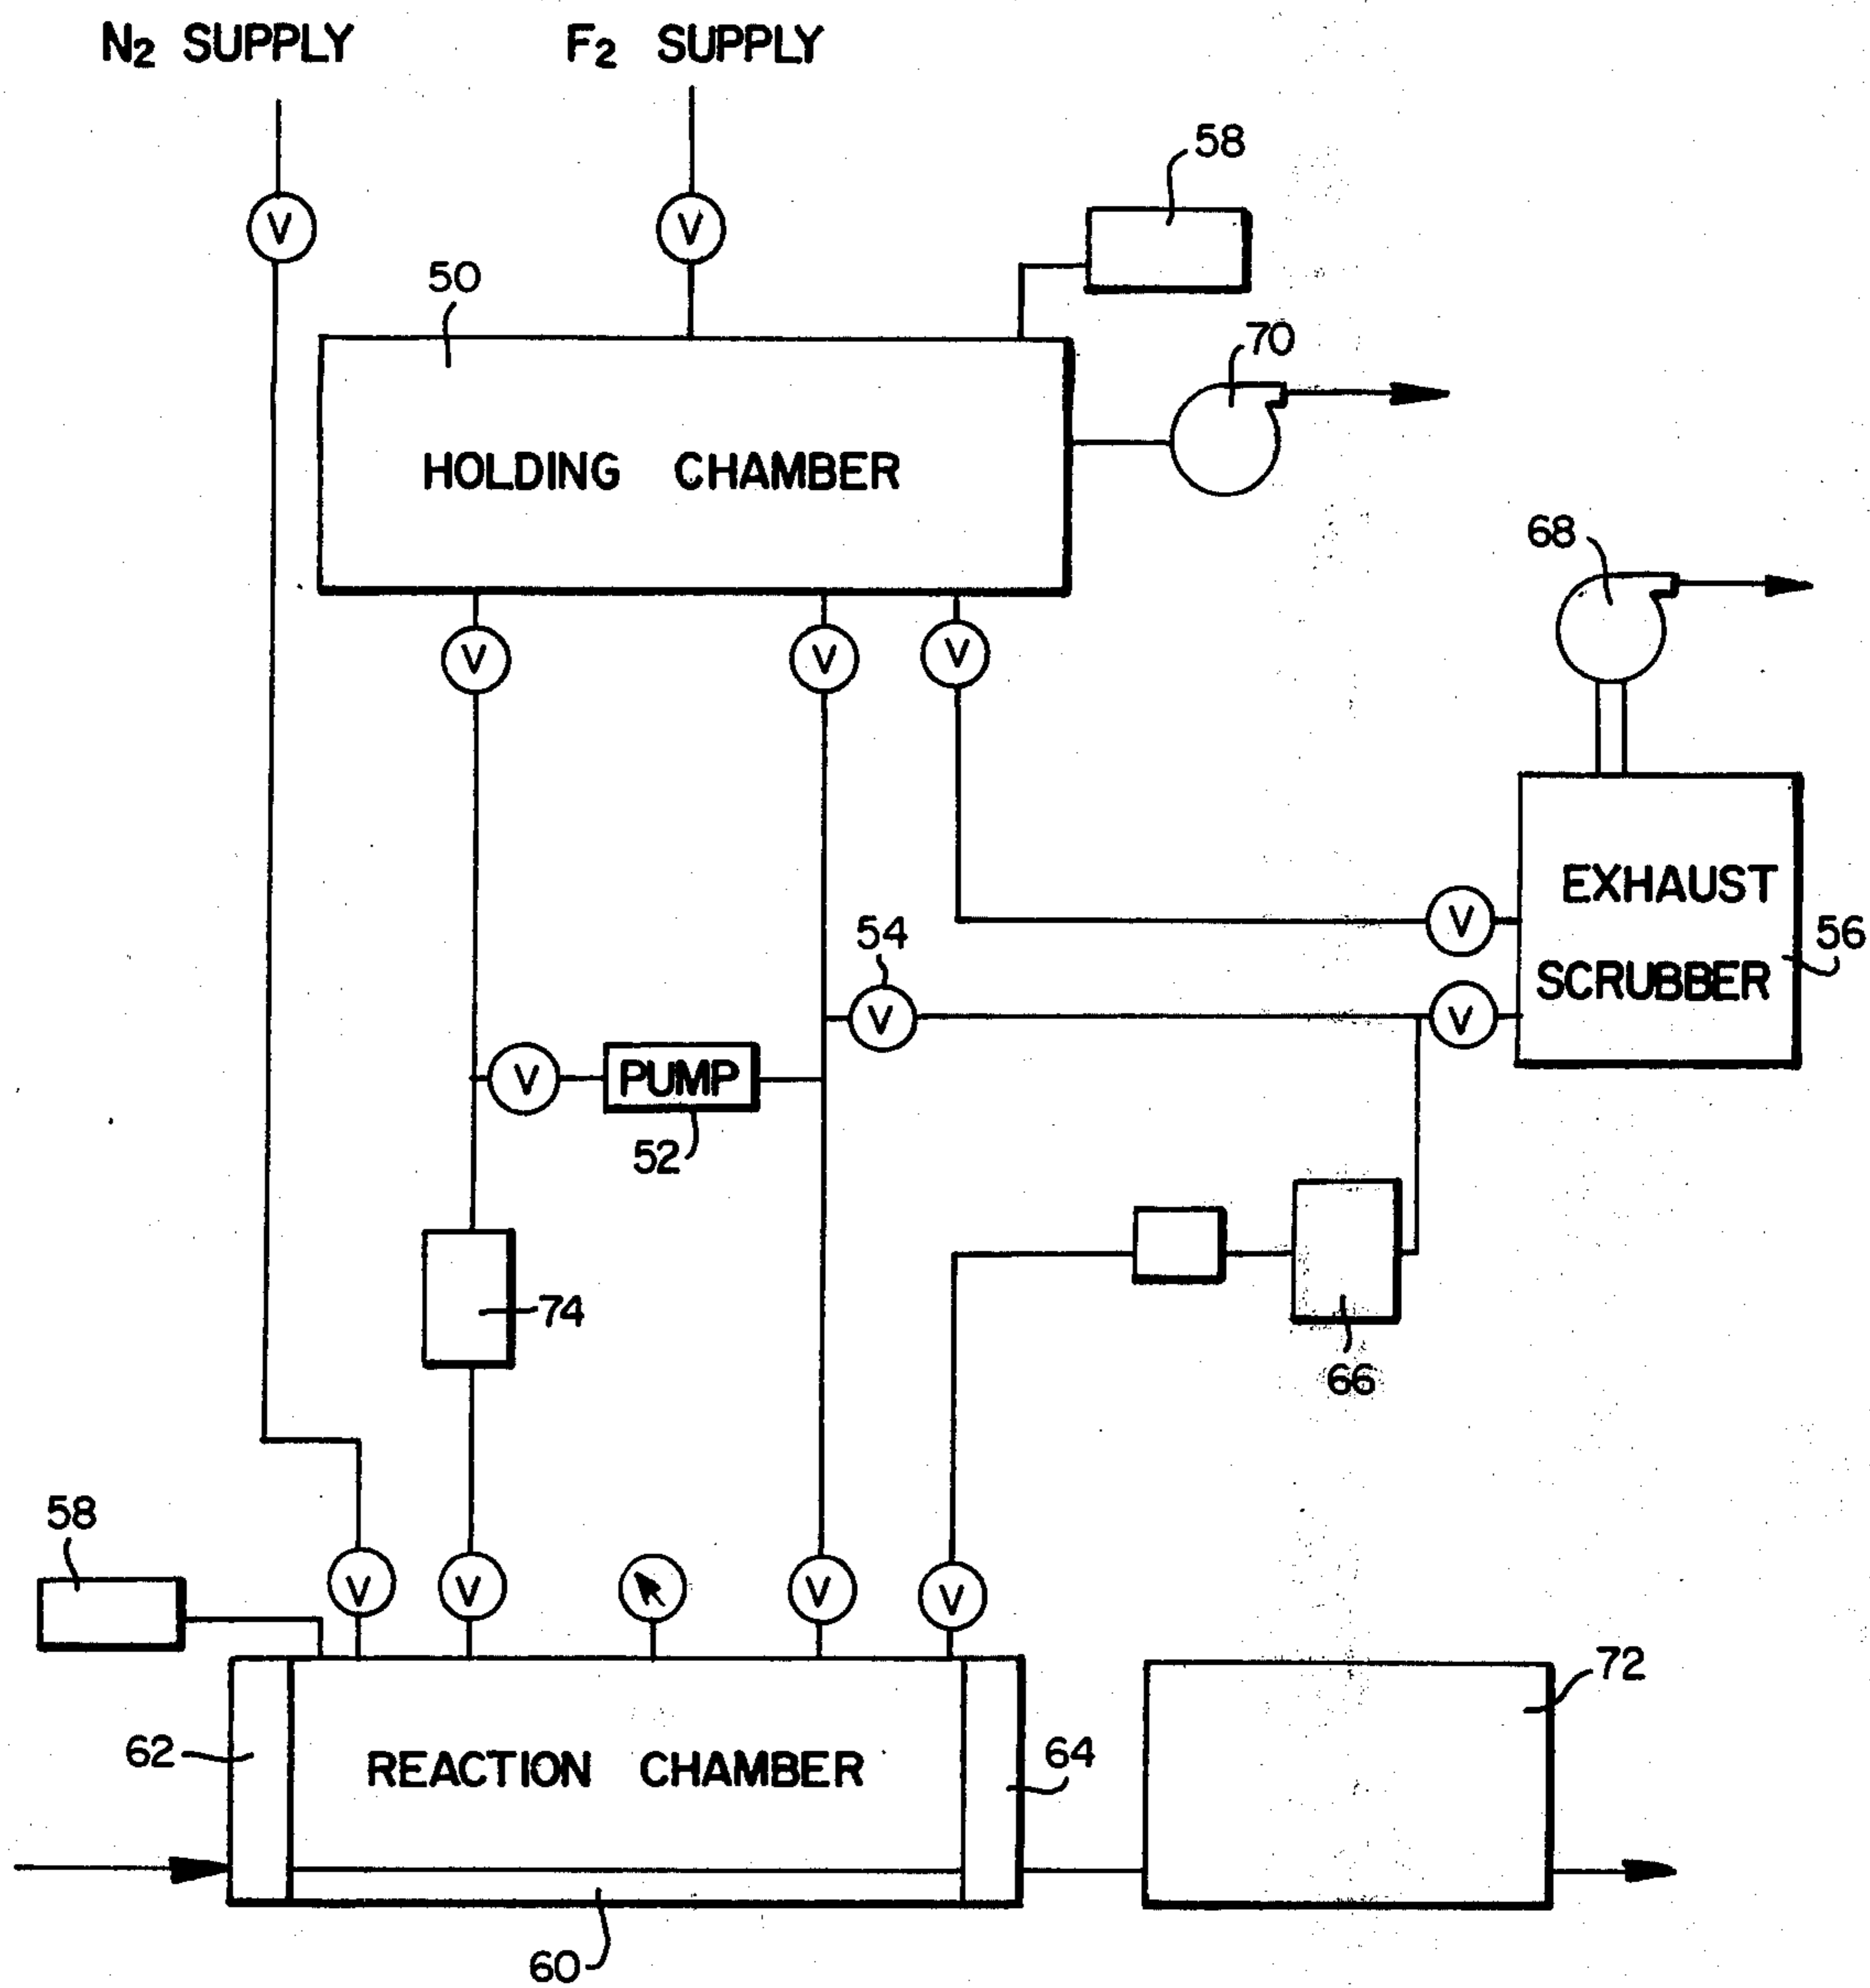 N2 SUPPLY
F2 SUPPLY
58
V
V
50
70
HOLDING CHAMBER
68
V
V
V
EXHAUST
SCRUBBER
V
56
54
V
V
V
PUMP
52
74
66
58
V
V
V
V
72
62
REACTION CHAMBER
64
60